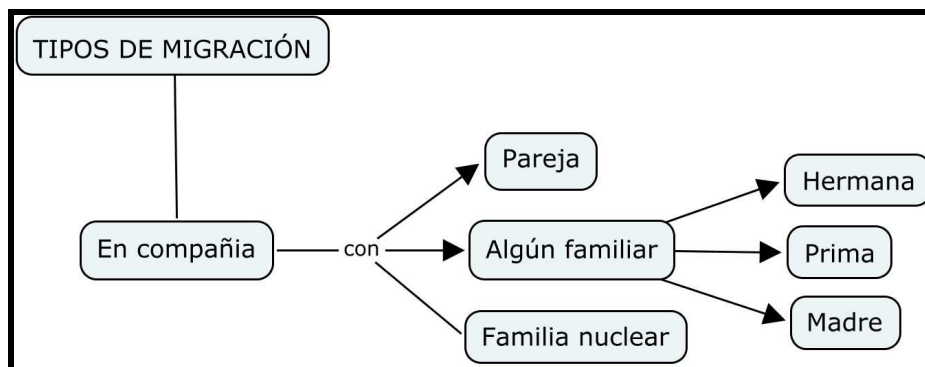 TIPOS DE MIGRACIÓN
Pareja
Hermana
En compañia
con
Algún familiar
Prima
Madre
Familia nuclear